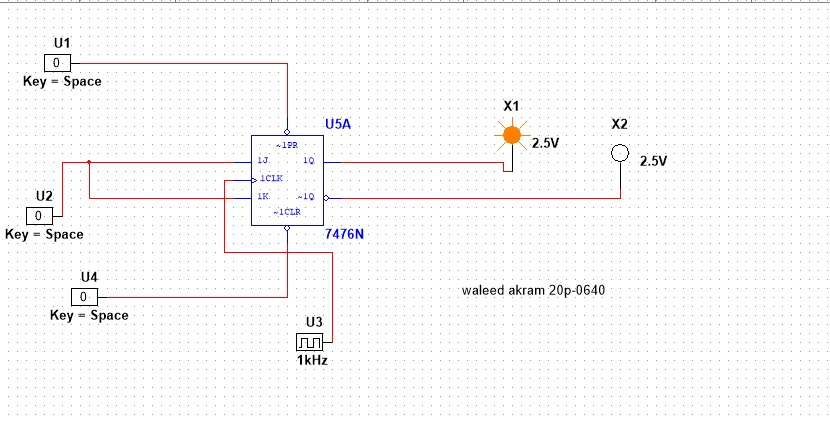 U1
0
Key = Space
U5A
X1
2.5V
X2
2.5V
~1PR
1J
1Q
1CLK
1K
~1Q
~1CLR
7476N
U2
0
Key = Space
U4
0
Key = Space
waleed akram 20p-0640
U3
1kHz